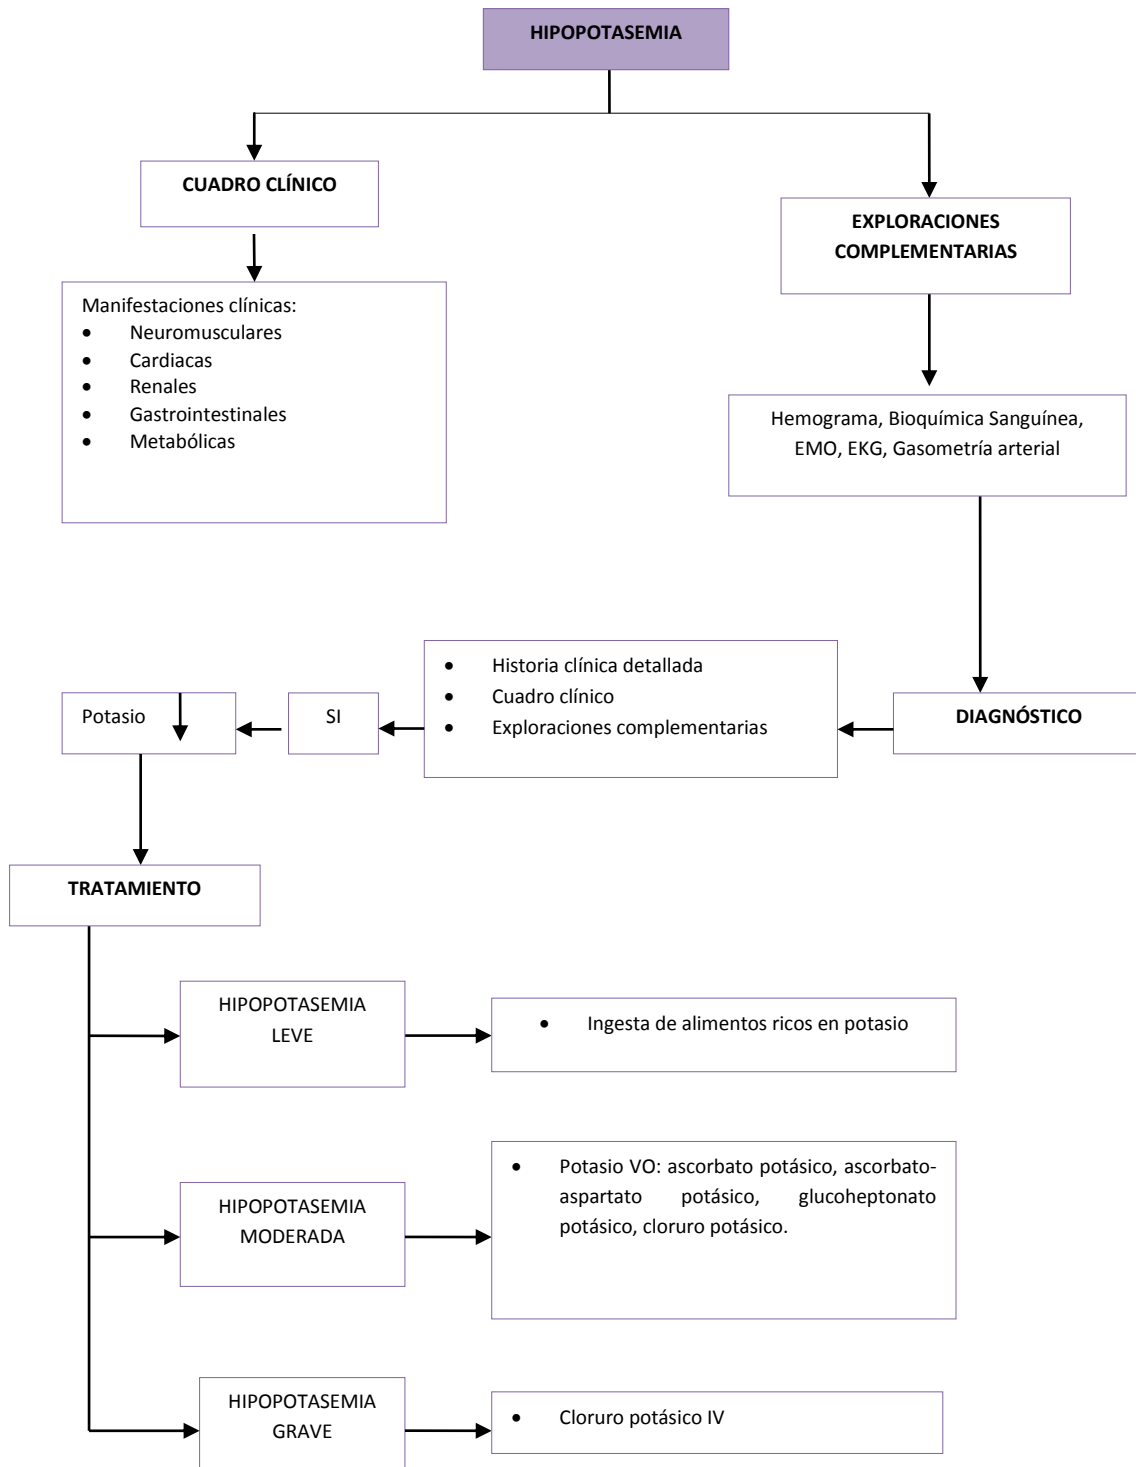 HIPOPOTASEMIA
CUADRO CLÍNICO
EXPLORACIONES
COMPLEMENTARIAS
Manifestaciones clínicas:
• Neuromusculares
• Cardiacas
• Renales
• Gastrointestinales
• Metabólicas
Hemograma, Bioquímica Sanguínea,
EMO, EKG, Gasometría arterial
DIAGNÓSTICO
• Historia clínica detallada
• Cuadro clínico
• Exploraciones complementarias
SI
Potasio
TRATAMIENTO
HIPOPOTASEMIA
LEVE
• Ingesta de alimentos ricos en potasio
HIPOPOTASEMIA
MODERADA
• Potasio VO: ascorbato potásico, ascorbato-
aspartato potásico, glucoheptonato
potásico, cloruro potásico.
HIPOPOTASEMIA
GRAVE
• Cloruro potásico IV